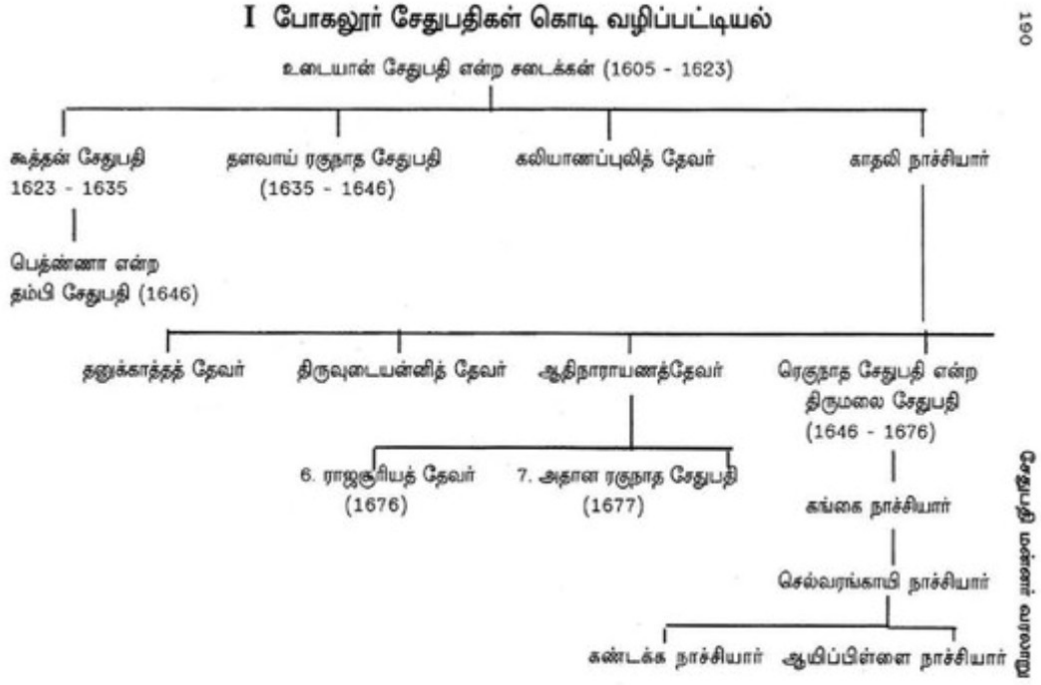 190
I போகலூர் சேதுபதிகள் கொடி வழிப்பட்டியல்
உடையான் சேதுபதி என்ற சடைக்கன் (1605 - 1623)
கூத்தன் சேதுபதி
1623 - 1635
தளவாய் ரகுநாத சேதுபதி
(1635 - 1646)
கலியாணப்புலித் தேவர்
காதலி நாச்சியார்
பெத்ண்ணா என்ற
தம்பி சேதுபதி (1646)
தனுக்காத்தத் தேவர்
திருவுடையன்னித் தேவர்
ஆதிநாராயணத்தேவர்
ரெகுநாத சேதுபதி என்ற
திருமலை சேதுபதி
(1646 - 1676)
6. ராஜசூரியத் தேவர்
(1676)
7. அதான ரகுநாத சேதுபதி
(1677)
கங்கை நாச்சியார்
செல்வரங்காயி நாச்சியார்
கண்டக்க நாச்சியார்
ஆயிப்பிள்ளை நாச்சியார்
சேதுபதி மன்னர் வரலாறு